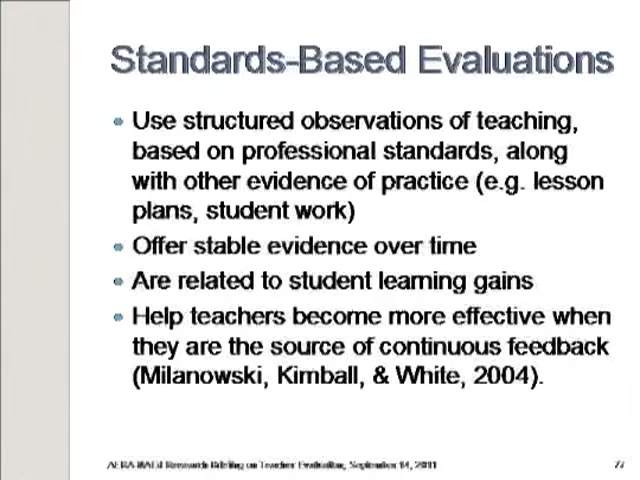 Standards-Based Evaluations
Use structured observations of teaching,
based on professional standards, along
with other evidence of practice (e.g. lesson
plans, student work)
Offer stable evidence over time
Are related to student learning gains
Help teachers become more effective when
they are the source of continuous feedback
(Milanowski, Kimball, & White, 2004).
Research Briefing on Teacher Evaluation, September 14, 2011